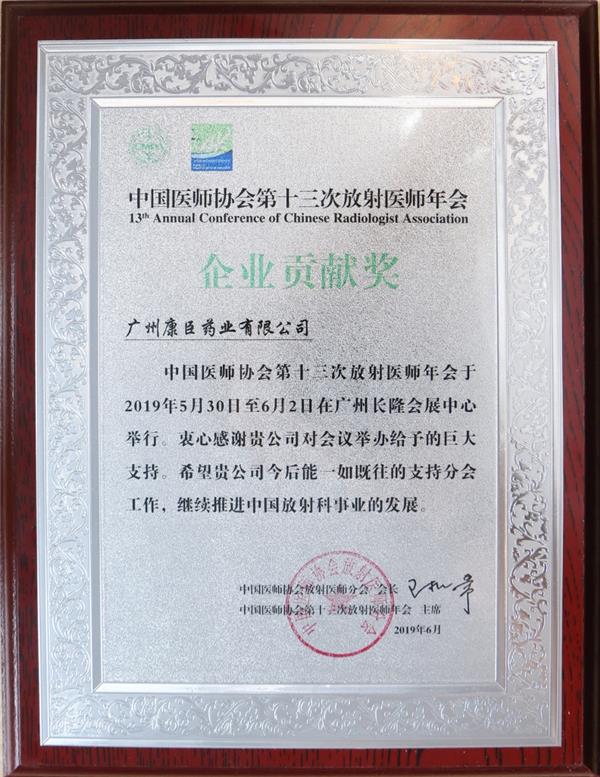 中国医师协会第十三次放射医师年会
13th Annual Conference of Chinese Radiologist Association
企业贡献奖
广州康臣药业有限公司
中国医师协会第十三次放射医师年会于
2019年5月30日至6月2日在广州长隆会展中心
举行。衷心感谢贵公司对会议举办给予的巨大
支持。希望贵公司今后能一如既往的支持分会
工作，继续推进中国放射科事业的发展。
中国医师协会放射医师分会 会长
中国医师协会第十三次放射医师年会 主席
2019年6月